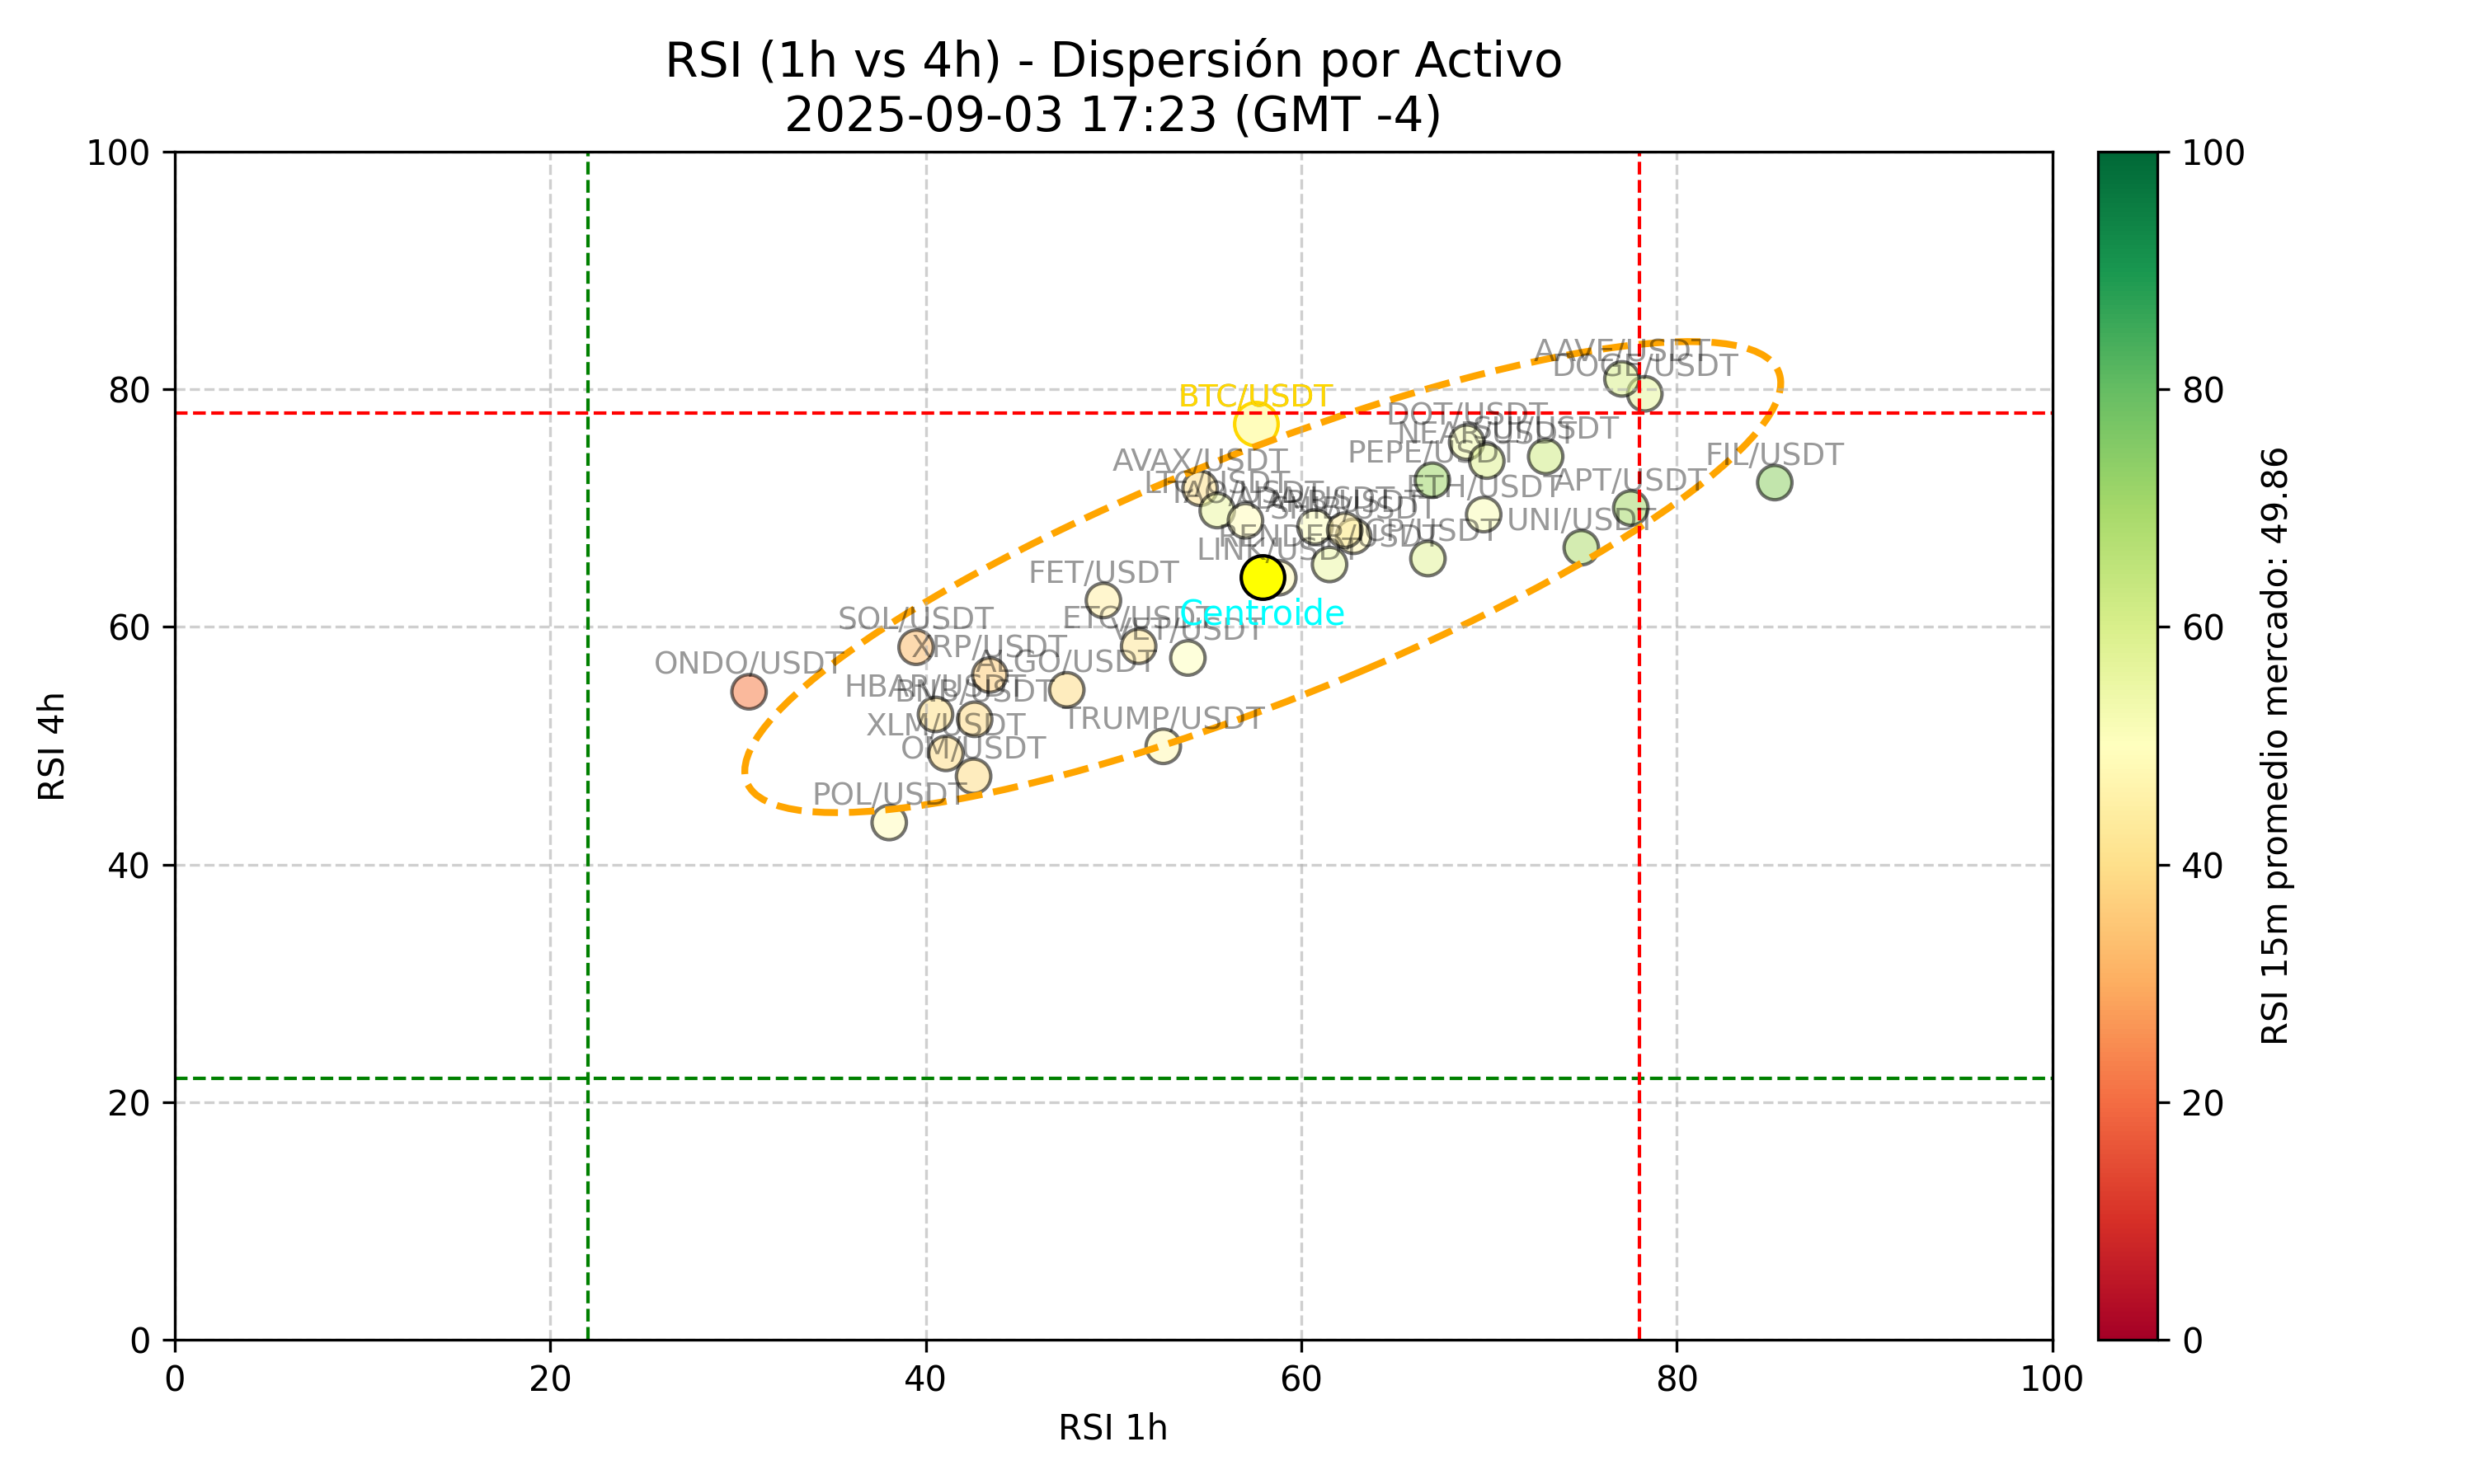 RSI (1h vs 4h) - Dispersión por Activo
2025-09-03 17:23 (GMT -4)
100
80
60
40
20
0
RSI 4h
0
20
40
60
80
100
RSI 1h
AAVE/USDT
DOGE/USDT
BTC/USDT
DOT/USDT
NEAR/USDT
PEPE/USDT
FIL/USDT
AVAX/USDT
APT/USDT
LTC/USDT
ETH/USDT
UNI/USDT
RENDER/USDT
LINK/USDT
FET/USDT
Centroide
SOL/USDT
ETC/USDT
XRP/USDT
ALGO/USDT
ONDO/USDT
HBAR/USDT
BNB/USDT
TRUMP/USDT
XLM/USDT
OM/USDT
POL/USDT
100
80
60
40
20
0
RSI 15m promedio mercado: 49.86